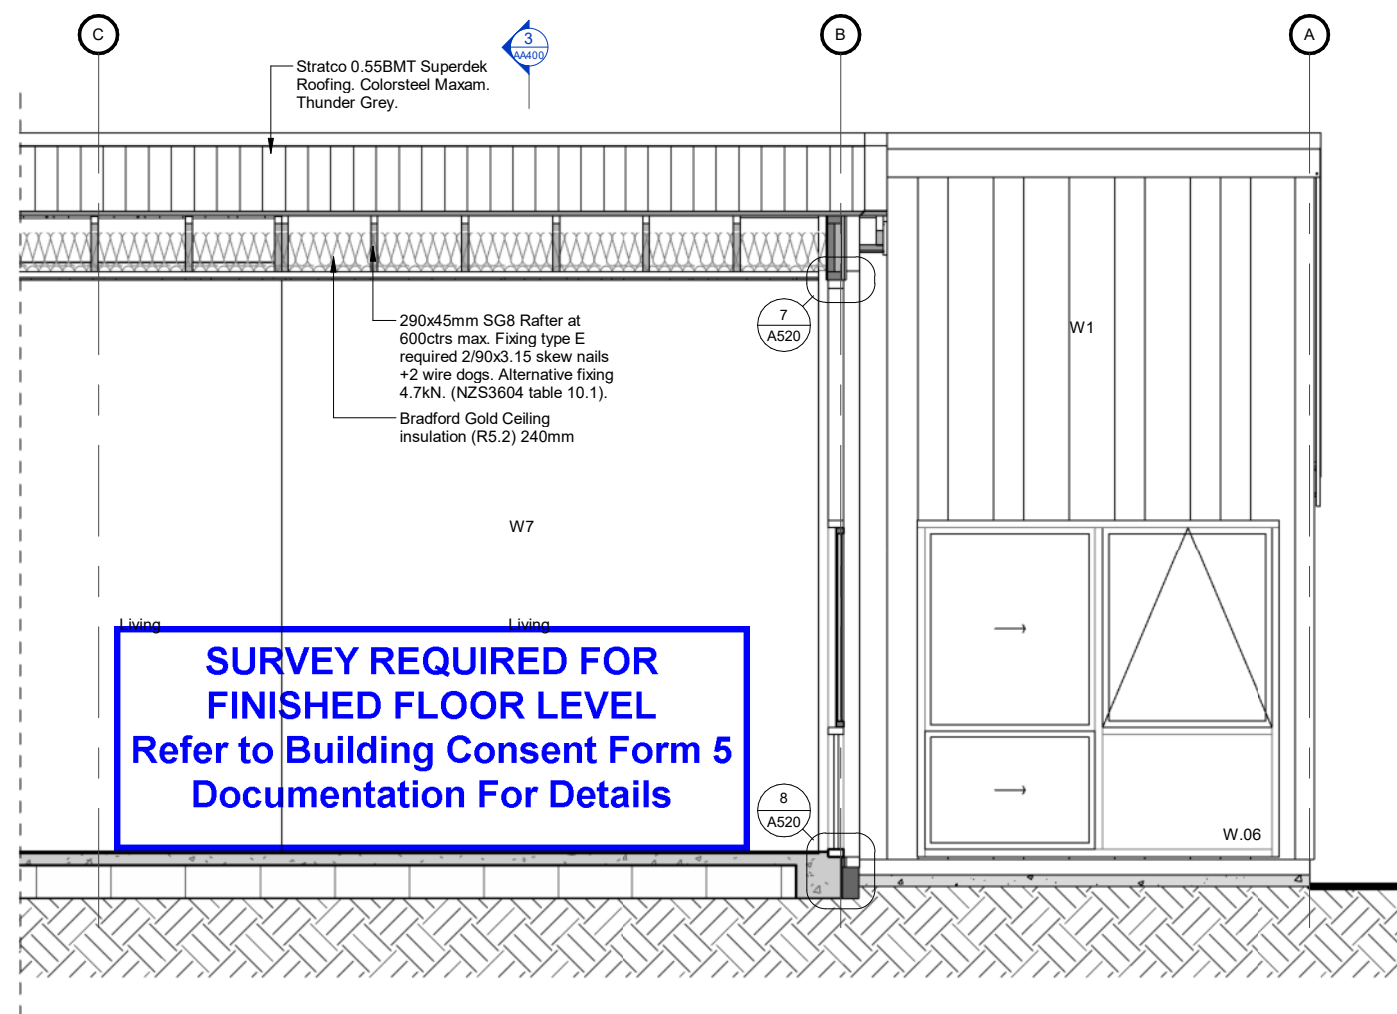 C
3
AA400
B
A
Stratco 0.55BMT Superdek
Roofing. Colorsteel Maxam.
Thunder Grey.
7
A520
290x45mm SG8 Rafter at
600ctrs max. Fixing type E
required 2/90x3.15 skew nails
+2 wire dogs. Alternative fixing
4.7kN. (NZS3604 table 10.1).
Bradford Gold Ceiling
insulation (R5.2) 240mm
W1
W7
Living
Living
SURVEY REQUIRED FOR
FINISHED FLOOR LEVEL
Refer to Building Consent Form 5
Documentation For Details
8
A520
W.06